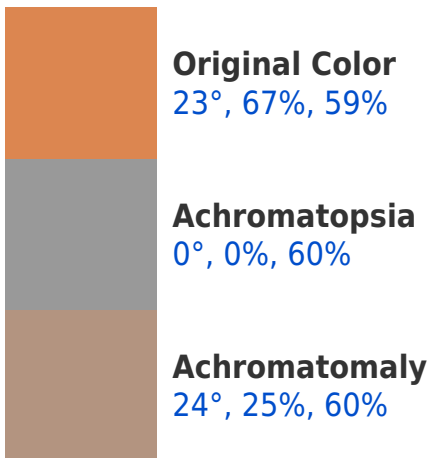 Original Color
23°, 67%, 59%
Achromatopsia
0°, 0%, 60%
Achromatomaly
24°, 25%, 60%